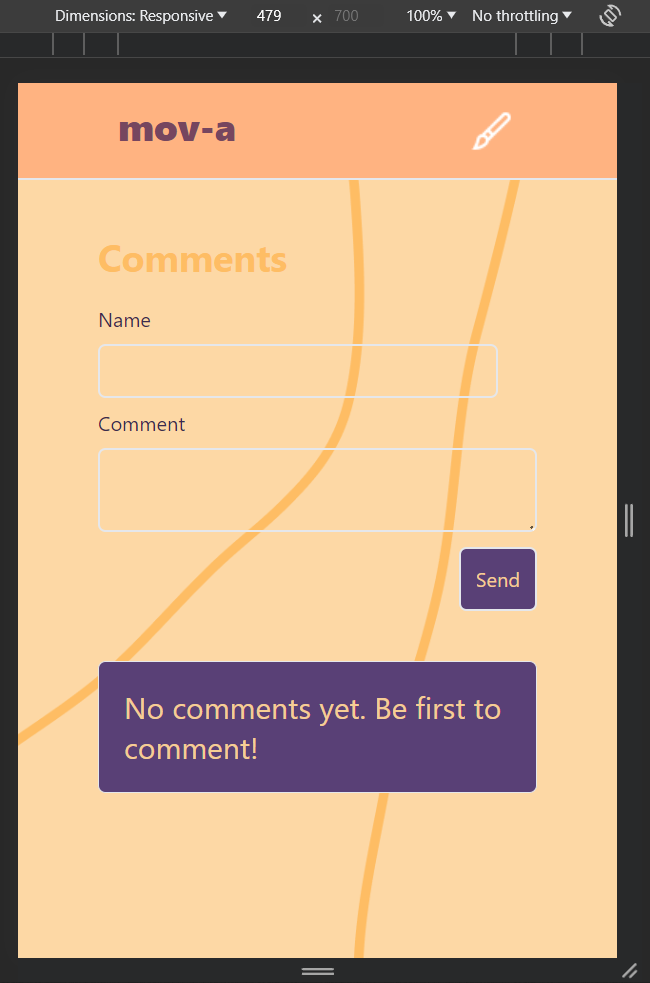 Dimensions: Responsive 479 × 700 100% No throttling
mov-a
Comments
Name
Comment
Send
No comments yet. Be first to
comment!